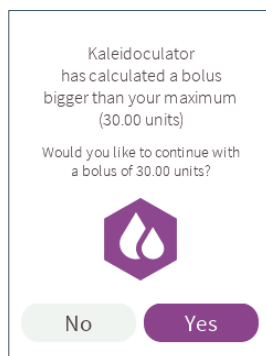 Kaleidoculator
has calculated a bolus
bigger than your maximum
(30.00 units)
Would you like to continue with
a bolus of 30.00 units?
No
Yes